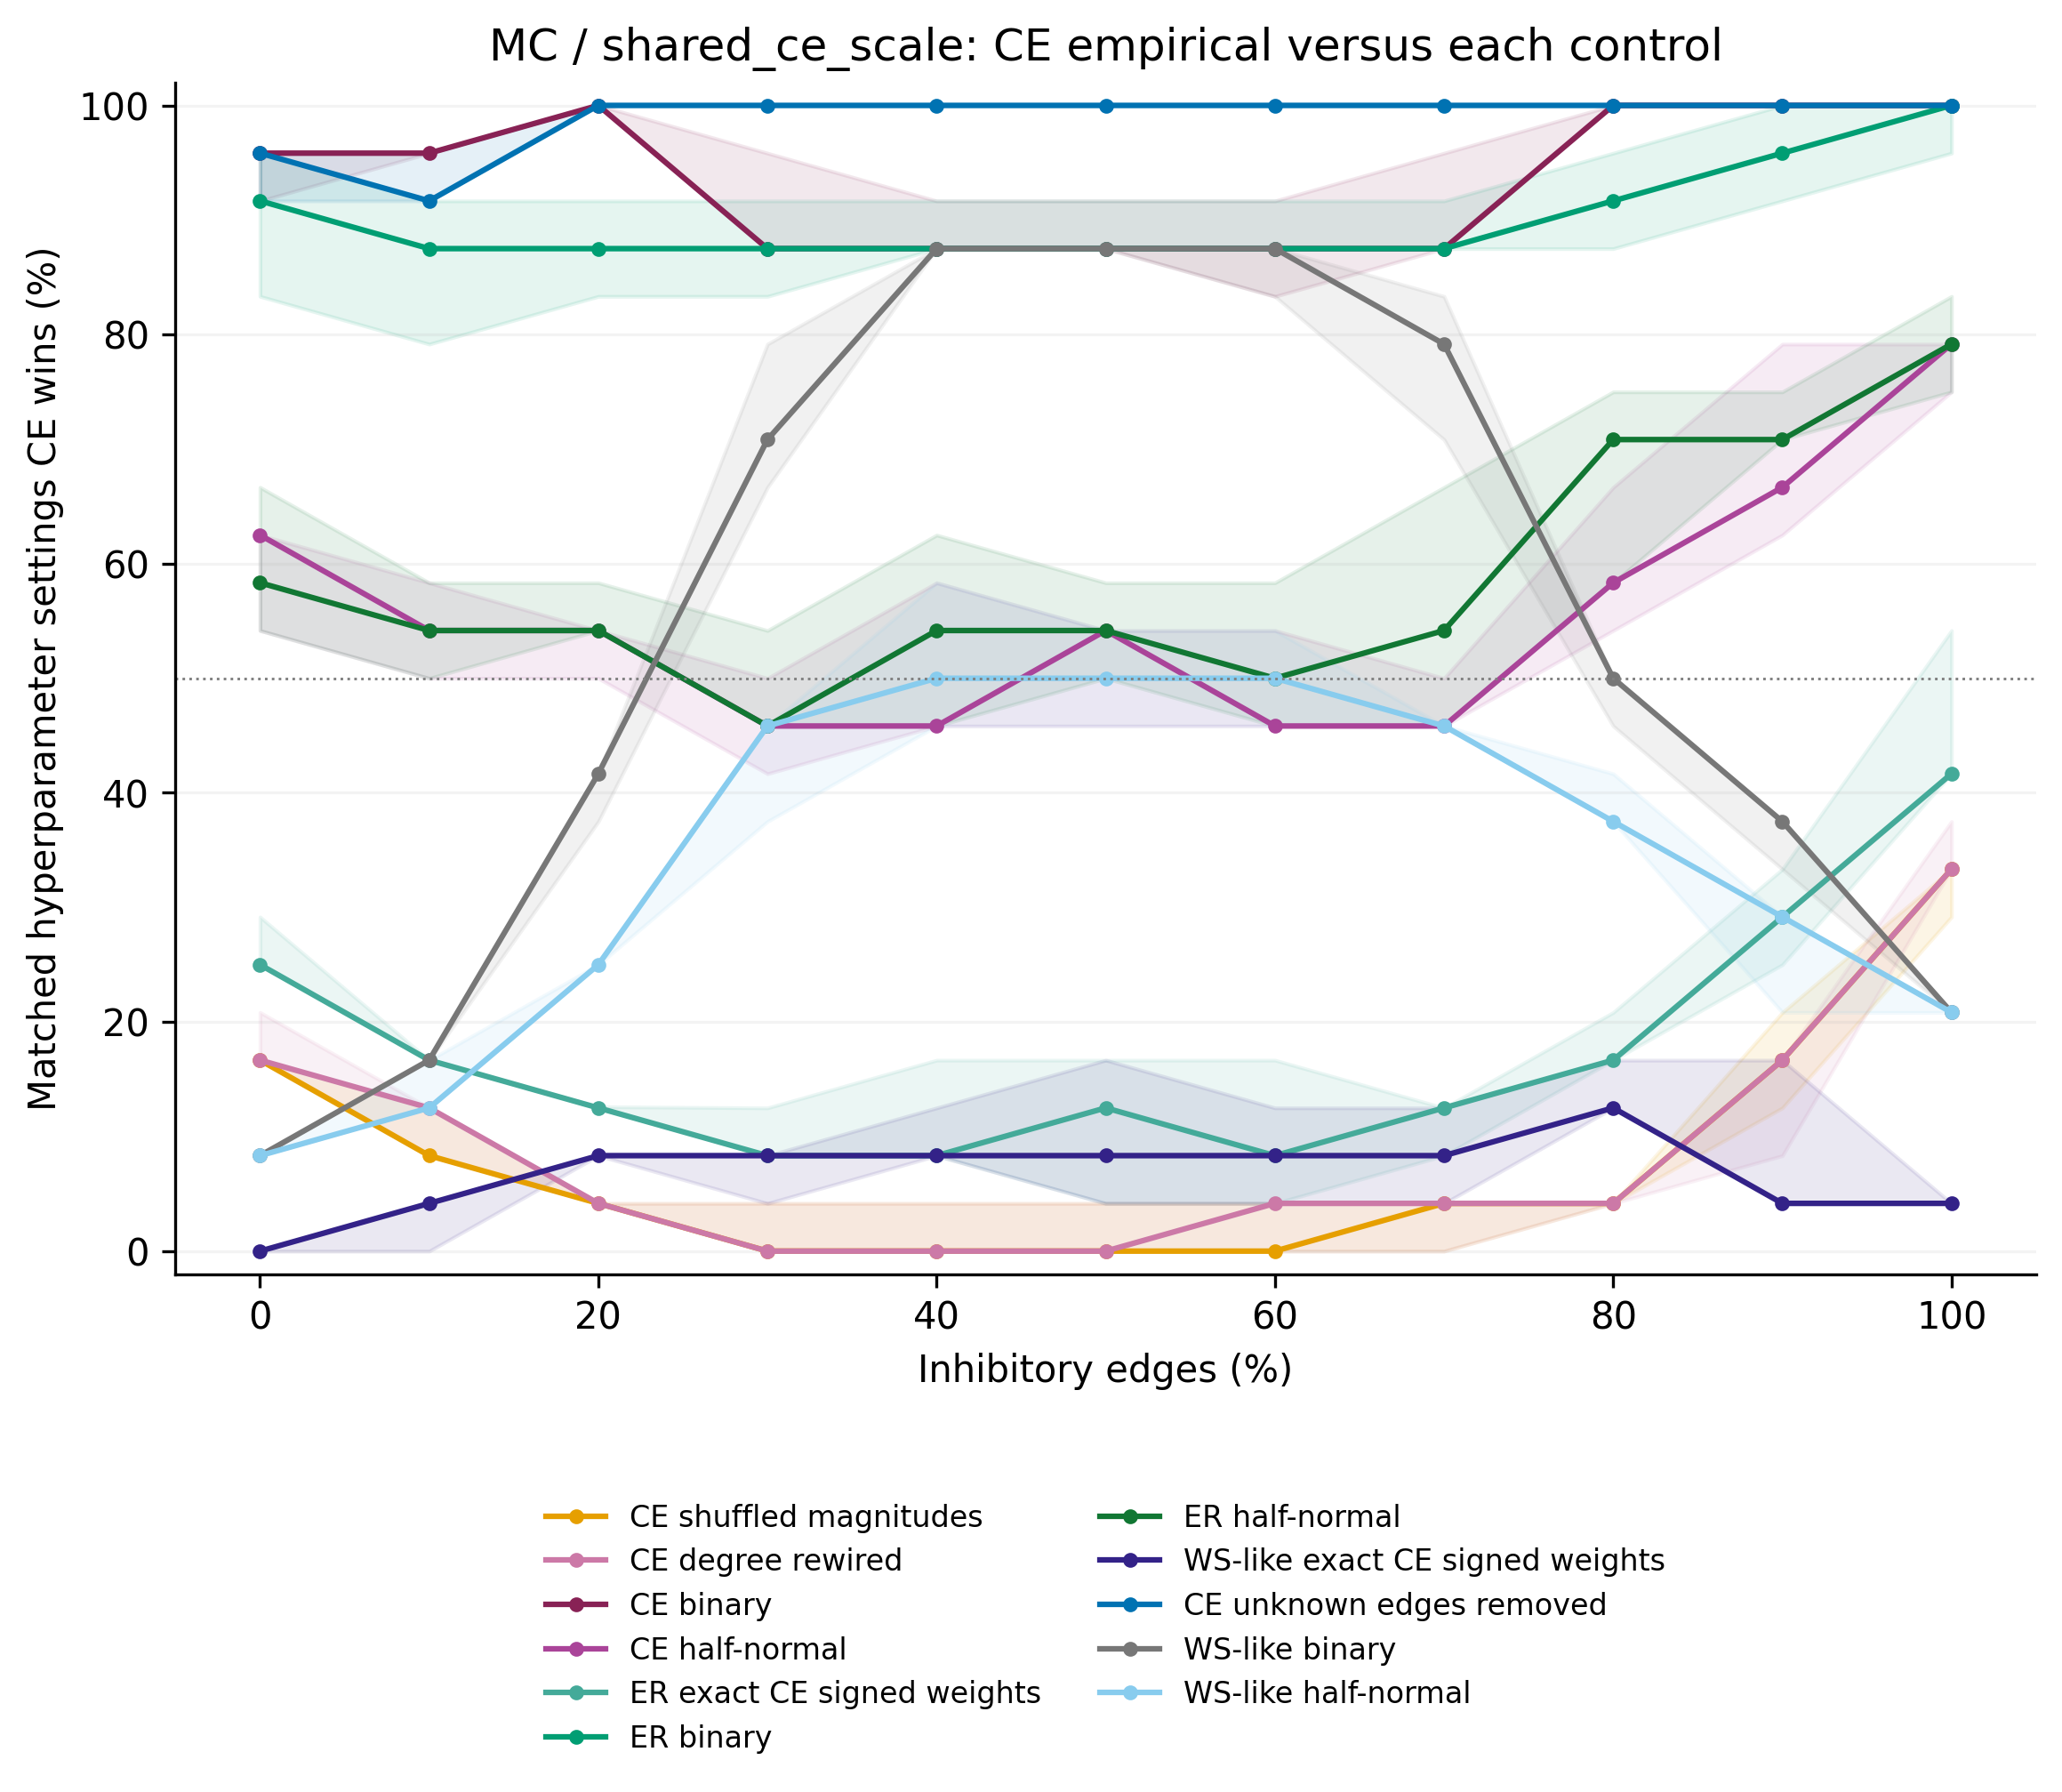 MC / shared_ce_scale: CE empirical versus each control
Matched hyperparameter settings CE wins (%)
100
80
60
40
20
0
0 20 40 60 80 100
Inhibitory edges (%)
CE shuffled magnitudes
CE degree rewired
CE binary
CE half-normal
ER exact CE signed weights
ER binary
ER half-normal
WS-like exact CE signed weights
CE unknown edges removed
WS-like binary
WS-like half-normal